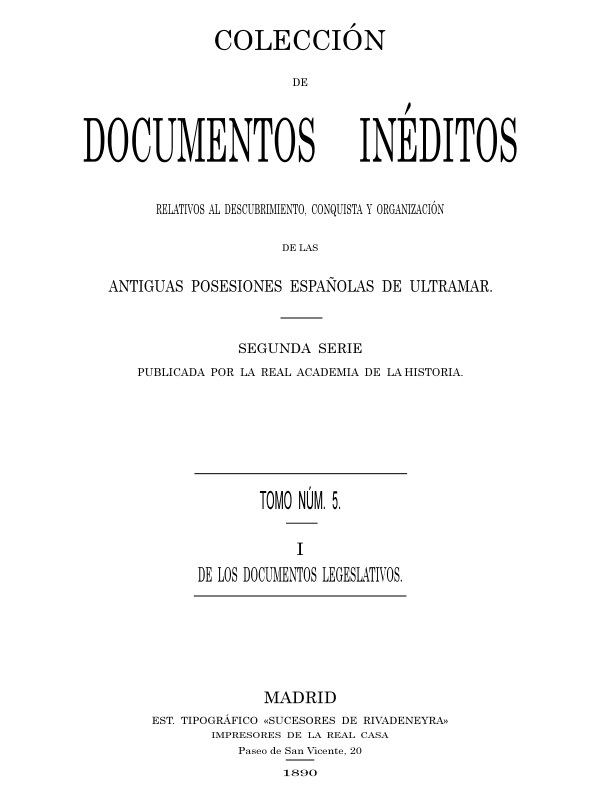 COLECCIÓN
DE
DOCUMENTOS INÉDITOS
RELATIVOS AL DESCUBRIMIENTO, CONQUISTA Y ORGANIZACIÓN
DE LAS
ANTIGUAS POSESIONES ESPAÑOLAS DE ULTRAMAR.
SEGUNDA SERIE
PUBLICADA POR LA REAL ACADEMIA DE LA HISTORIA.
TOMO NÚM. 5.
I
DE LOS DOCUMENTOS LEGESLATIVOS.
MADRID
EST. TIPOGRÁFICO «SUCESORES DE RIVADENEYRA»
IMPRESORES DE LA REAL CASA
Paseo de San Vicente, 20
1890